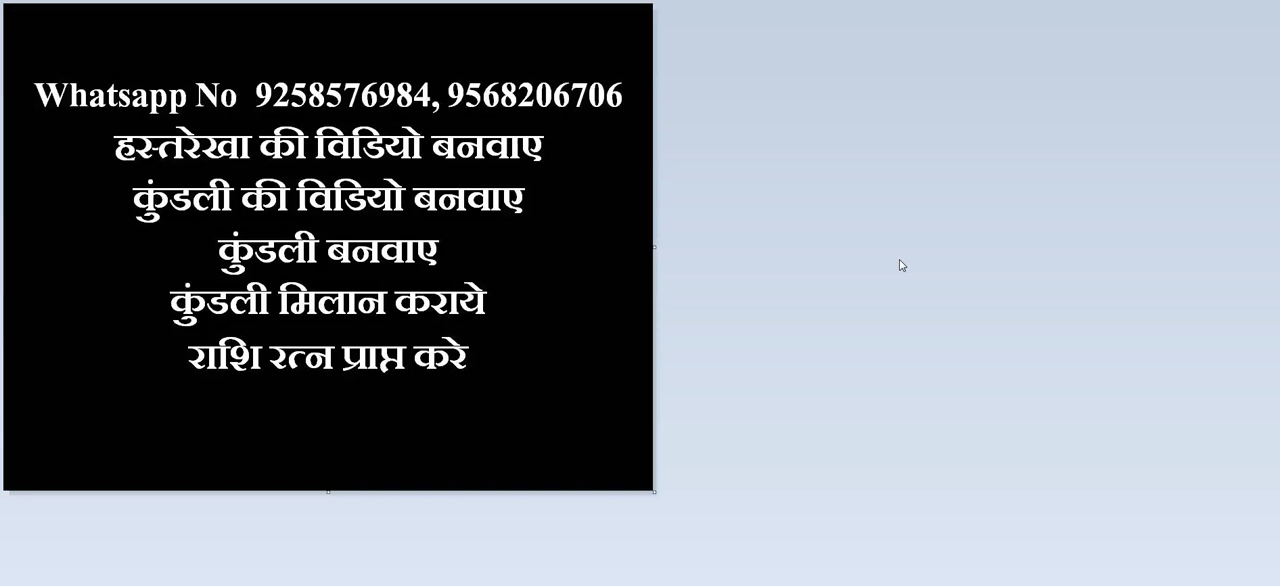 Whatsapp No 9258576984, 9568206706
हस्तरेखा की विडियो बनवाए
कुंडली की विडियो बनवाए
कुंडली बनवाए
कुंडली मिलान कराये
राशि रत्न प्राप्त करे